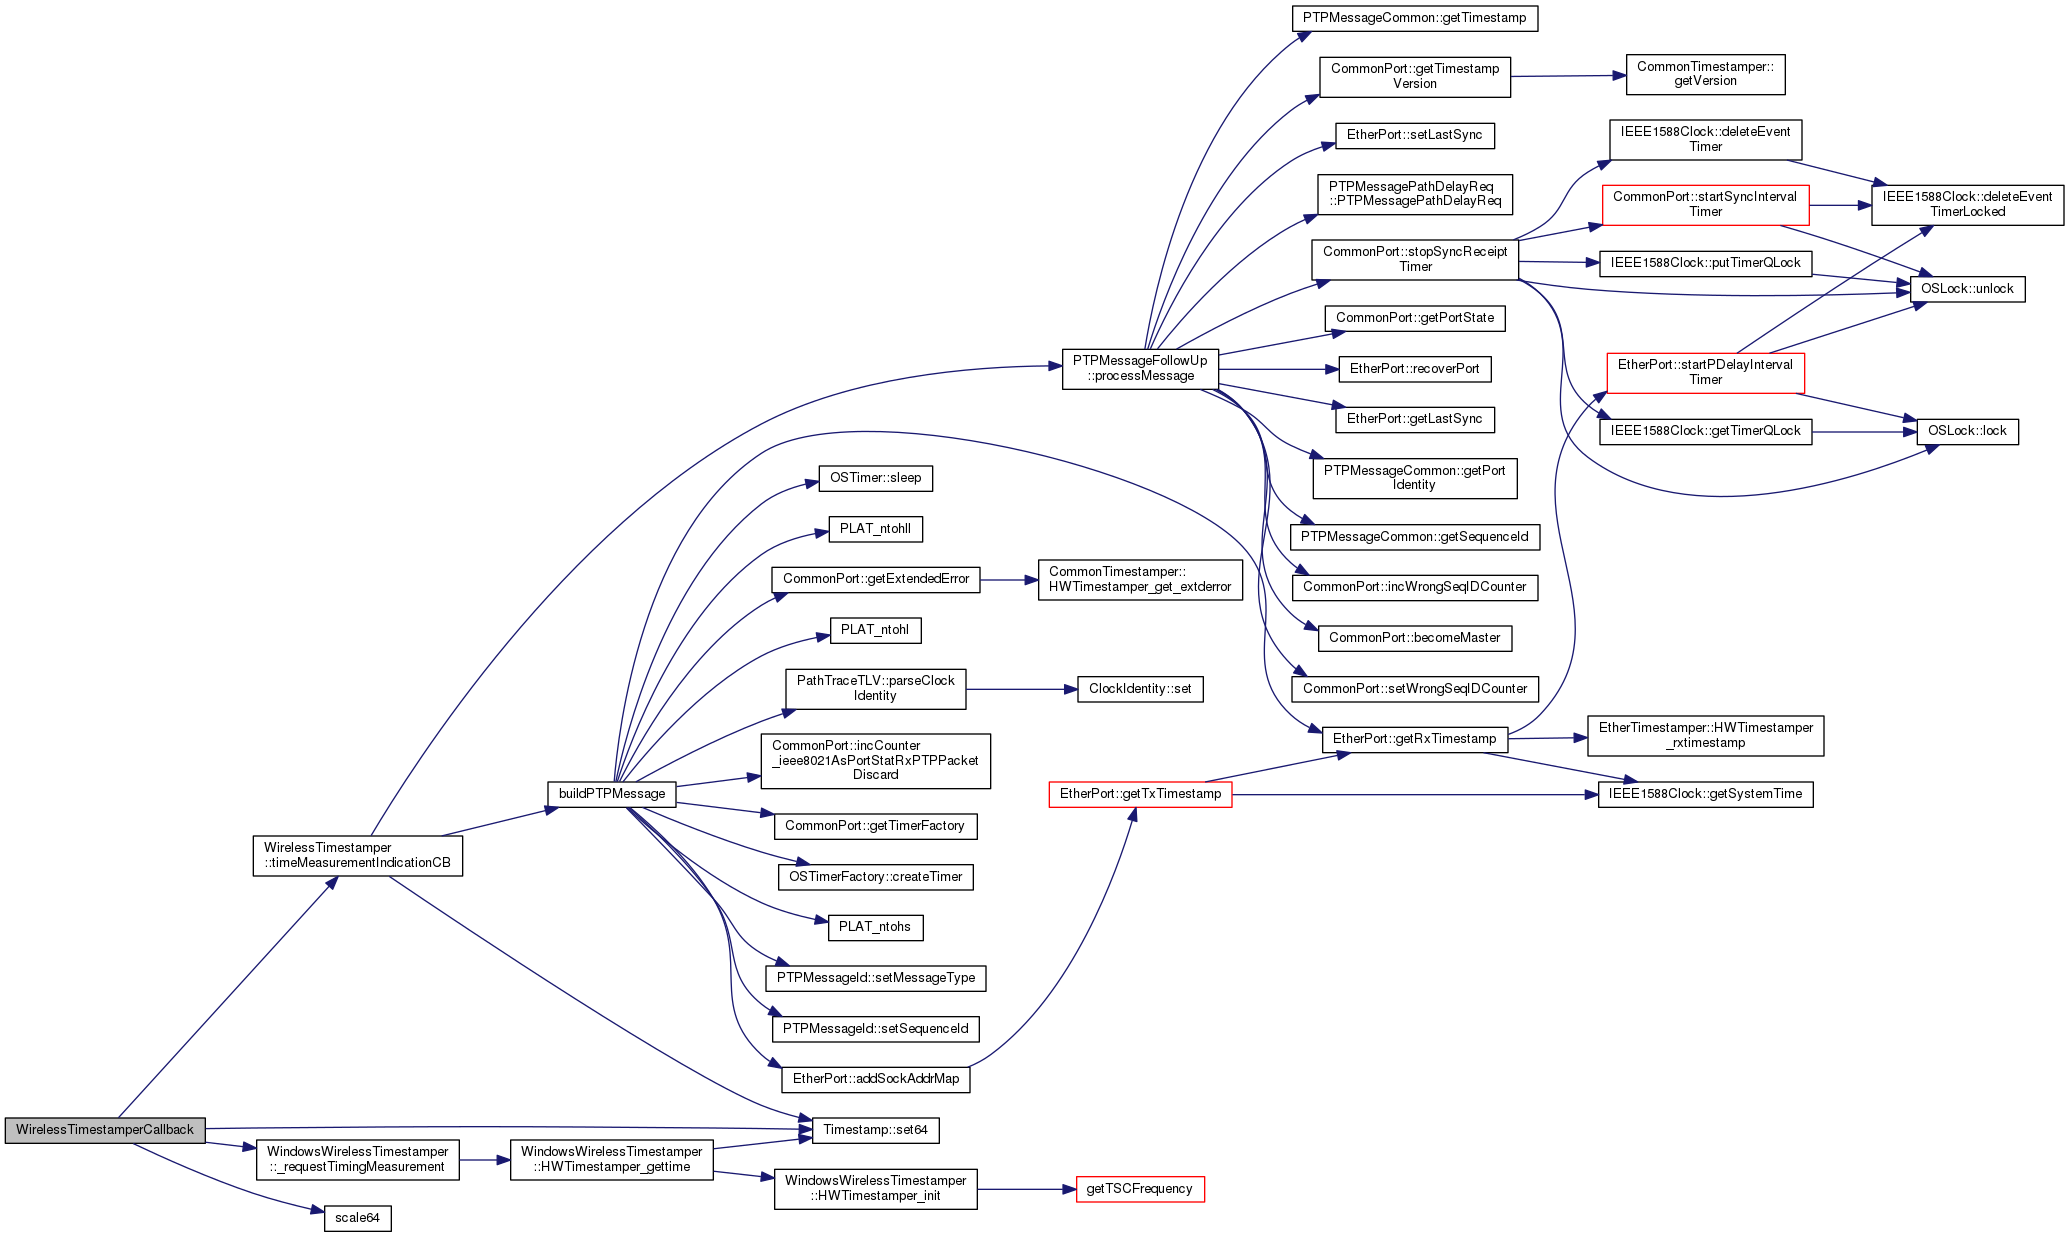 PTPMessageCommon::getTimestamp
CommonPort::getTimestamp
Version
CommonTimestamper::
getVersion
EtherPort::setLastSync
IEEE1588Clock::deleteEvent
Timer
PTPMessagePathDelayReq
::PTPMessagePathDelayReq
CommonPort::startSyncInterval
Timer
IEEE1588Clock::deleteEvent
TimerLocked
CommonPort::stopSyncReceipt
Timer
IEEE1588Clock::putTimerQLock
OSLock::unlock
CommonPort::getPortState
PTPMessageFollowUp
::processMessage
EtherPort::recoverPort
EtherPort::startPDelayInterval
Timer
EtherPort::getLastSync
IEEE1588Clock::getTimerQLock
OSLock::lock
OSTimer::sleep
PTPMessageCommon::getPort
Identity
PLAT_ntohll
PTPMessageCommon::getSequenceId
CommonPort::getExtendedError
CommonTimestamper::
HWTimestamper_get_extderror
CommonPort::incWrongSeqIDCounter
PLAT_ntohl
CommonPort::becomeMaster
PathTraceTLV::parseClock
Identity
ClockIdentity::set
CommonPort::setWrongSeqIDCounter
CommonPort::incCounter
_ieee8021AsPortStatRxPTPPacket
Discard
EtherPort::getRxTimestamp
EtherTimestamper::HWTimestamper
_rxtimestamp
buildPTPMessage
EtherPort::getTxTimestamp
IEEE1588Clock::getSystemTime
CommonPort::getTimerFactory
WirelessTimestamper
::timeMeasurementIndicationCB
OSTimerFactory::createTimer
PLAT_ntohs
PTPMessageId::setMessageType
PTPMessageId::setSequenceId
EtherPort::addSockAddrMap
WirelessTimestamperCallback
Timestamp::set64
WindowsWirelessTimestamper
::_requestTimingMeasurement
WindowsWirelessTimestamper
::HWTimestamper_gettime
WindowsWirelessTimestamper
::HWTimestamper_init
getTSCFrequency
scale64